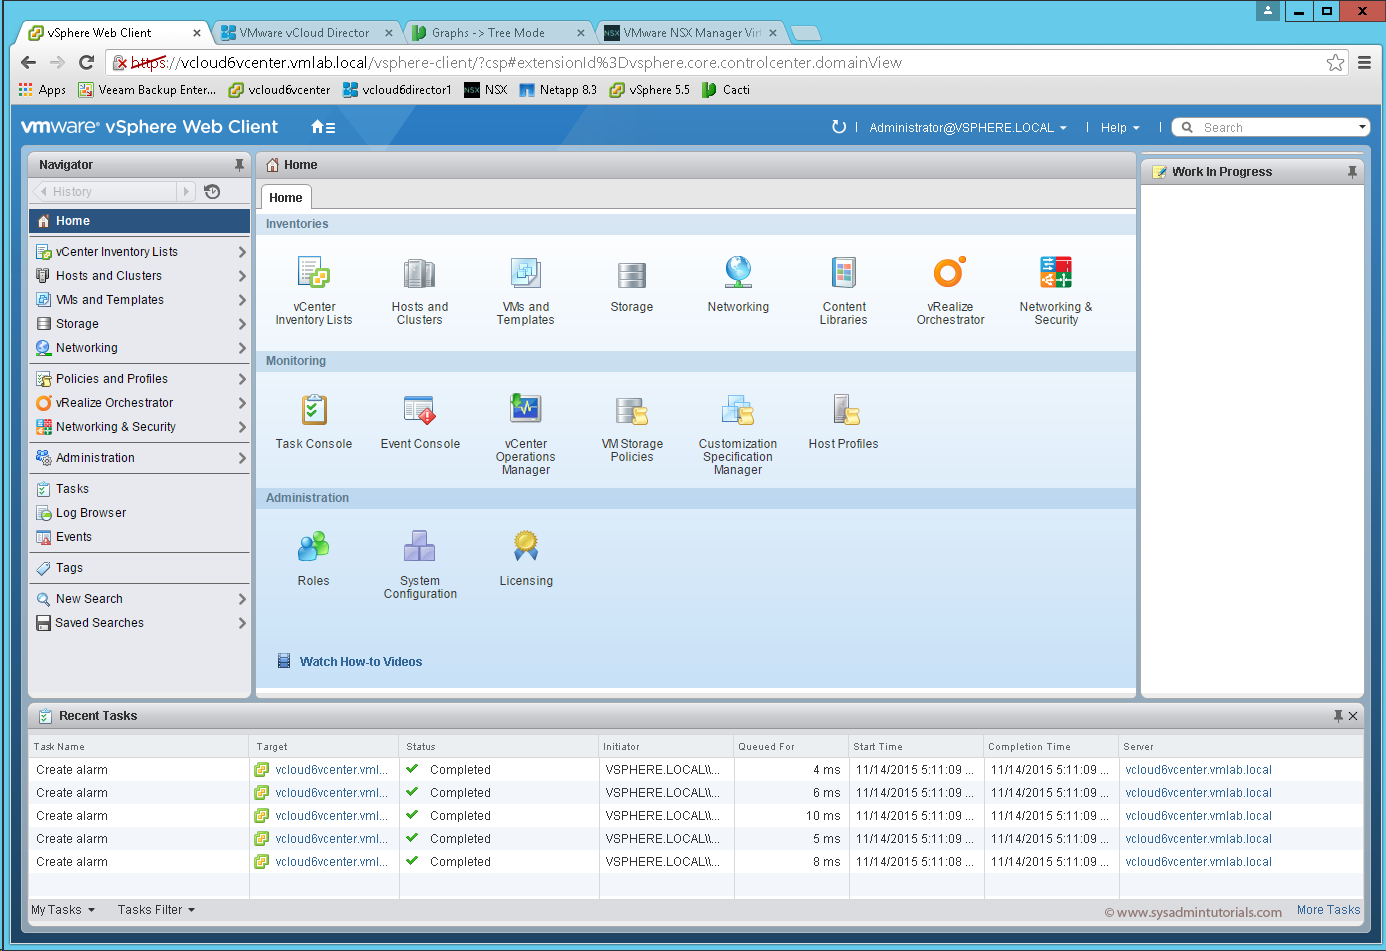 vSphere Web Client
VMware vCloud Director
Graphs -> Tree Mode
VMware NSX Manager Virt
https://vcloud6vcenter.vmlab.local/vsphere-client/?csp#extensionId%3Dvsphere.core.controlcenter.domainView
Apps
Veeam Backup Enter...
vcloud6vcenter
vcloud6director1
NSX
NSX
Netapp 8.3
vSphere 5.5
Cacti
vmware® vSphere Web Client
Administrator@VSPHERE.LOCAL
Help
Search
Navigator
History
Home
vCenter Inventory Lists
Hosts and Clusters
VMs and Templates
Storage
Networking
Policies and Profiles
vRealize Orchestrator
Networking & Security
Administration
Tasks
Log Browser
Events
Tags
New Search
Saved Searches
Home
Home
Inventories
vCenter Inventory Lists
Hosts and Clusters
VMs and Templates
Storage
Networking
Content Libraries
vRealize Orchestrator
Networking & Security
Monitoring
Task Console
Event Console
vCenter Operations Manager
VM Storage Policies
Customization Specification Manager
Host Profiles
Administration
Roles
System Configuration
Licensing
Watch How-to Videos
Work In Progress
Recent Tasks
Task Name Target Status Initiator Queued For Start Time Completion Time Server
Create alarm vcloud6vcenter.vml... Completed VSPHERE.LOCAL\\... 4 ms 11/14/2015 5:11:09 ... 11/14/2015 5:11:09 ... vcloud6vcenter.vmlab.local
Create alarm vcloud6vcenter.vml... Completed VSPHERE.LOCAL\\... 6 ms 11/14/2015 5:11:09 ... 11/14/2015 5:11:09 ... vcloud6vcenter.vmlab.local
Create alarm vcloud6vcenter.vml... Completed VSPHERE.LOCAL\\... 10 ms 11/14/2015 5:11:09 ... 11/14/2015 5:11:09 ... vcloud6vcenter.vmlab.local
Create alarm vcloud6vcenter.vml... Completed VSPHERE.LOCAL\\... 5 ms 11/14/2015 5:11:09 ... 11/14/2015 5:11:09 ... vcloud6vcenter.vmlab.local
Create alarm vcloud6vcenter.vml... Completed VSPHERE.LOCAL\\... 8 ms 11/14/2015 5:11:08 ... 11/14/2015 5:11:09 ... vcloud6vcenter.vmlab.local
My Tasks
Tasks Filter
© www.sysadmintutorials.com
More Tasks